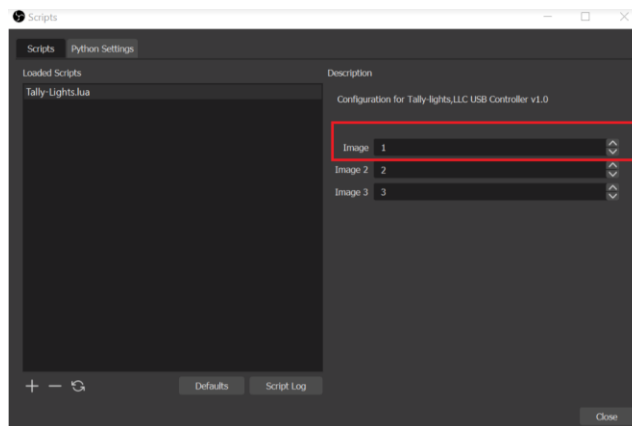 Scripts
Scripts Python Settings
Loaded Scripts
Tally-Lights.lua
Description
Configuration for Tally-lights,LLC USB Controller v1.0
Image 1
Image 2 2
Image 3 3
Defaults Script Log
Close